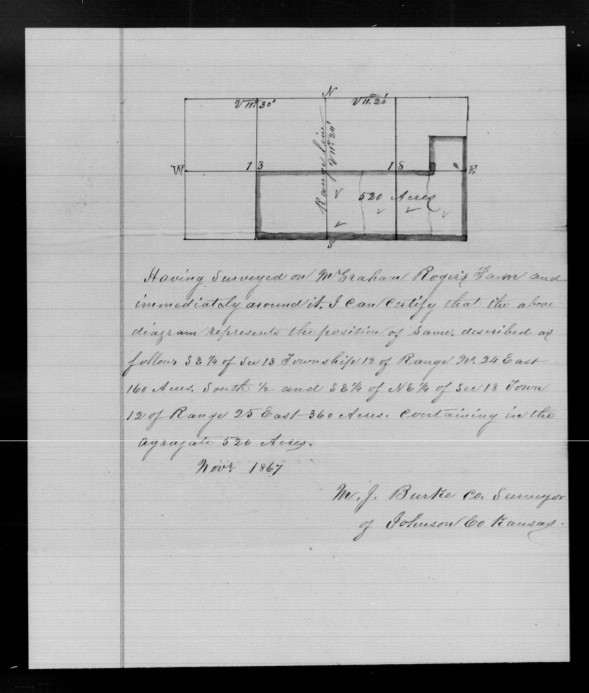 N
V 11° 30' V 11° 20'
Range line
V 11° 20'
W 13 18 E
520 Acres
S
Having Surveyed on Mr Graham Roger's Farm and
immediately around it. I Can Certify that the above
diagram represents the position of Same. described as
follows S E ¼ of Sec 13 Township 12 of Range No. 24 East
160 Acres. South ½ and S E ¼ of N E ¼ of Sec 18 Town
12 of Range 25 East 360 Acres. Containing in the
agragate 520 Acres.
Novr 1867
M. J. Burke Co. Surveyor
of Johnson Co Kansas.